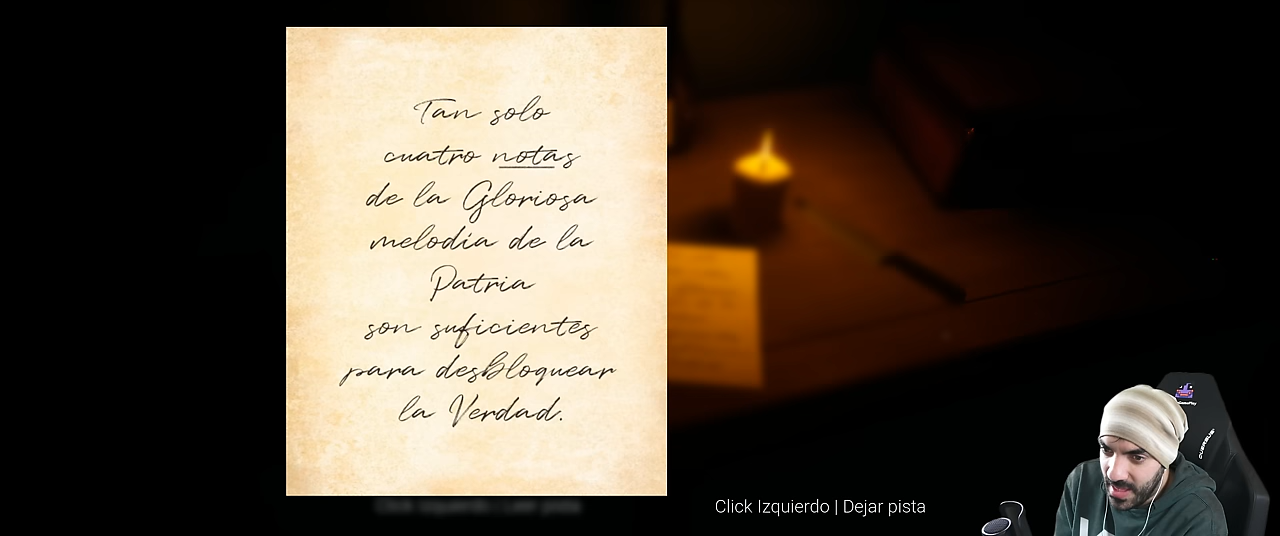 Tan solo
cuatro notas
de la Gloriosa
melodía de la
Patria
son suficientes
para desbloquear
la Verdad.
Click Izquierdo | Dejar pista